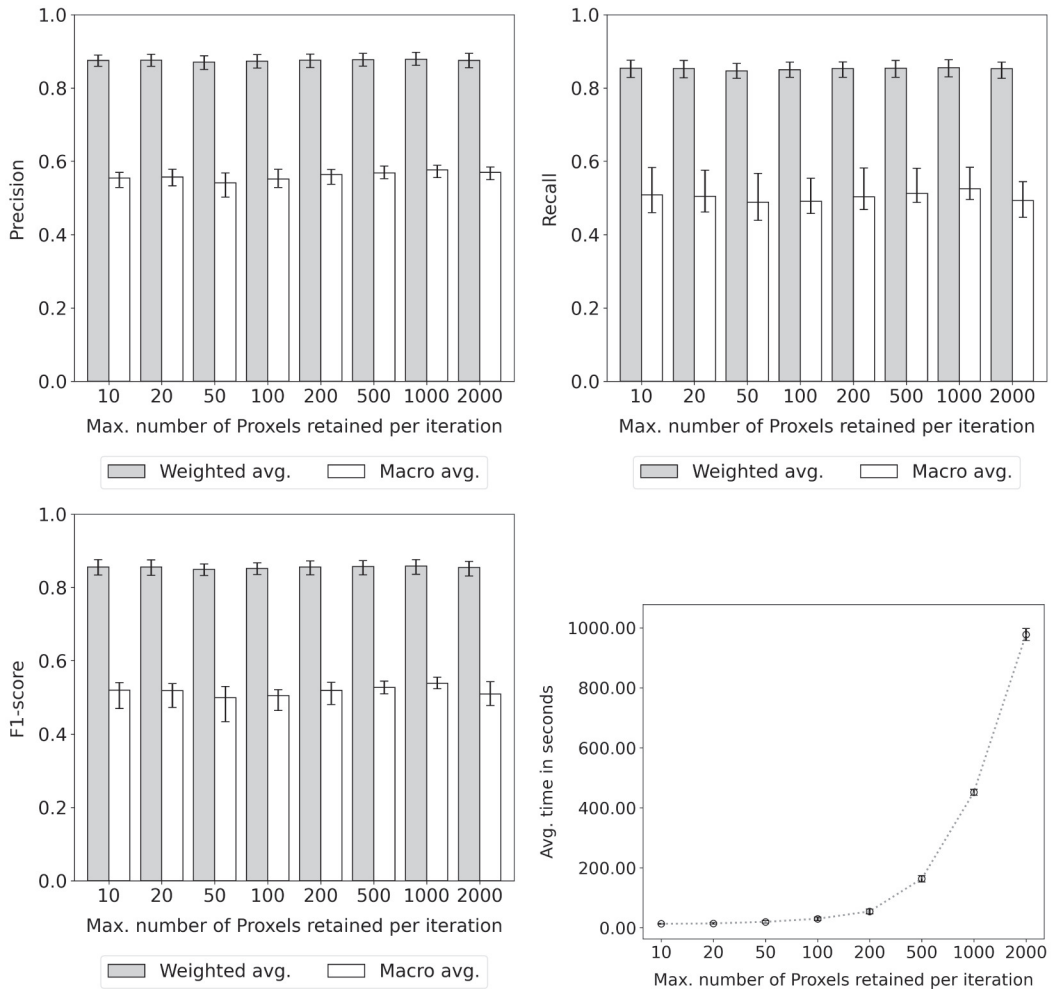 1.0
0.8
0.6
0.4
0.2
0.0
Precision
10 20 50 100 200 500 1000 2000
Max. number of Proxels retained per iteration
Weighted avg. Macro avg.
1.0
0.8
0.6
0.4
0.2
0.0
Recall
10 20 50 100 200 500 1000 2000
Max. number of Proxels retained per iteration
Weighted avg. Macro avg.
1.0
0.8
0.6
0.4
0.2
0.0
F1-score
10 20 50 100 200 500 1000 2000
Max. number of Proxels retained per iteration
Weighted avg. Macro avg.
1000.00
800.00
600.00
400.00
200.00
0.00
Avg. time in seconds
10 20 50 100 200 500 1000 2000
Max. number of Proxels retained per iteration